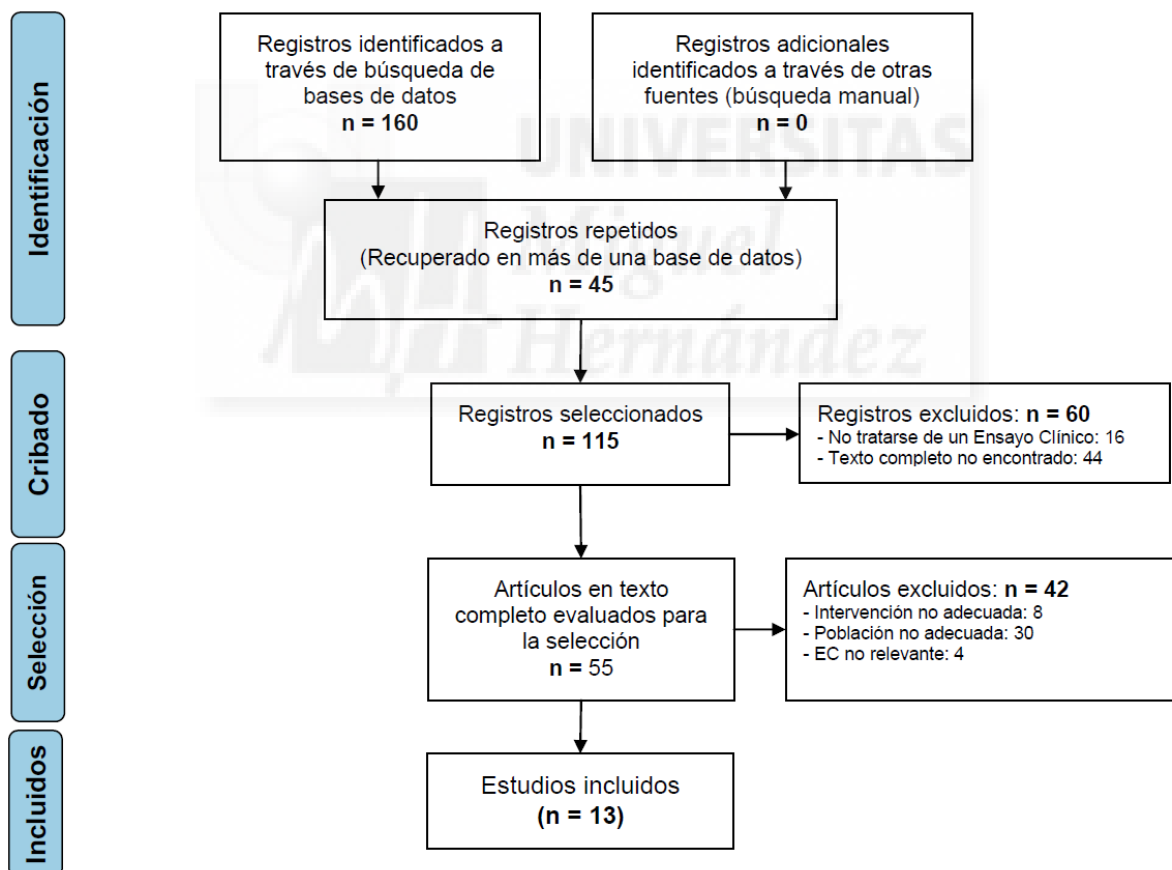 Identificación
Registros identificados a
través de búsqueda de
bases de datos
n = 160
Registros adicionales
identificados a través de otras
fuentes (búsqueda manual)
n = 0
UNIVERSITAS
Miguel
Hernández
Registros repetidos
(Recuperado en más de una base de datos)
n = 45
Cribado
Registros seleccionados
n = 115
Registros excluidos: n = 60
- No tratarse de un Ensayo Clínico: 16
- Texto completo no encontrado: 44
Selección
Artículos en texto
completo evaluados para
la selección
n = 55
Artículos excluidos: n = 42
- Intervención no adecuada: 8
- Población no adecuada: 30
- EC no relevante: 4
Incluidos
Estudios incluidos
(n = 13)